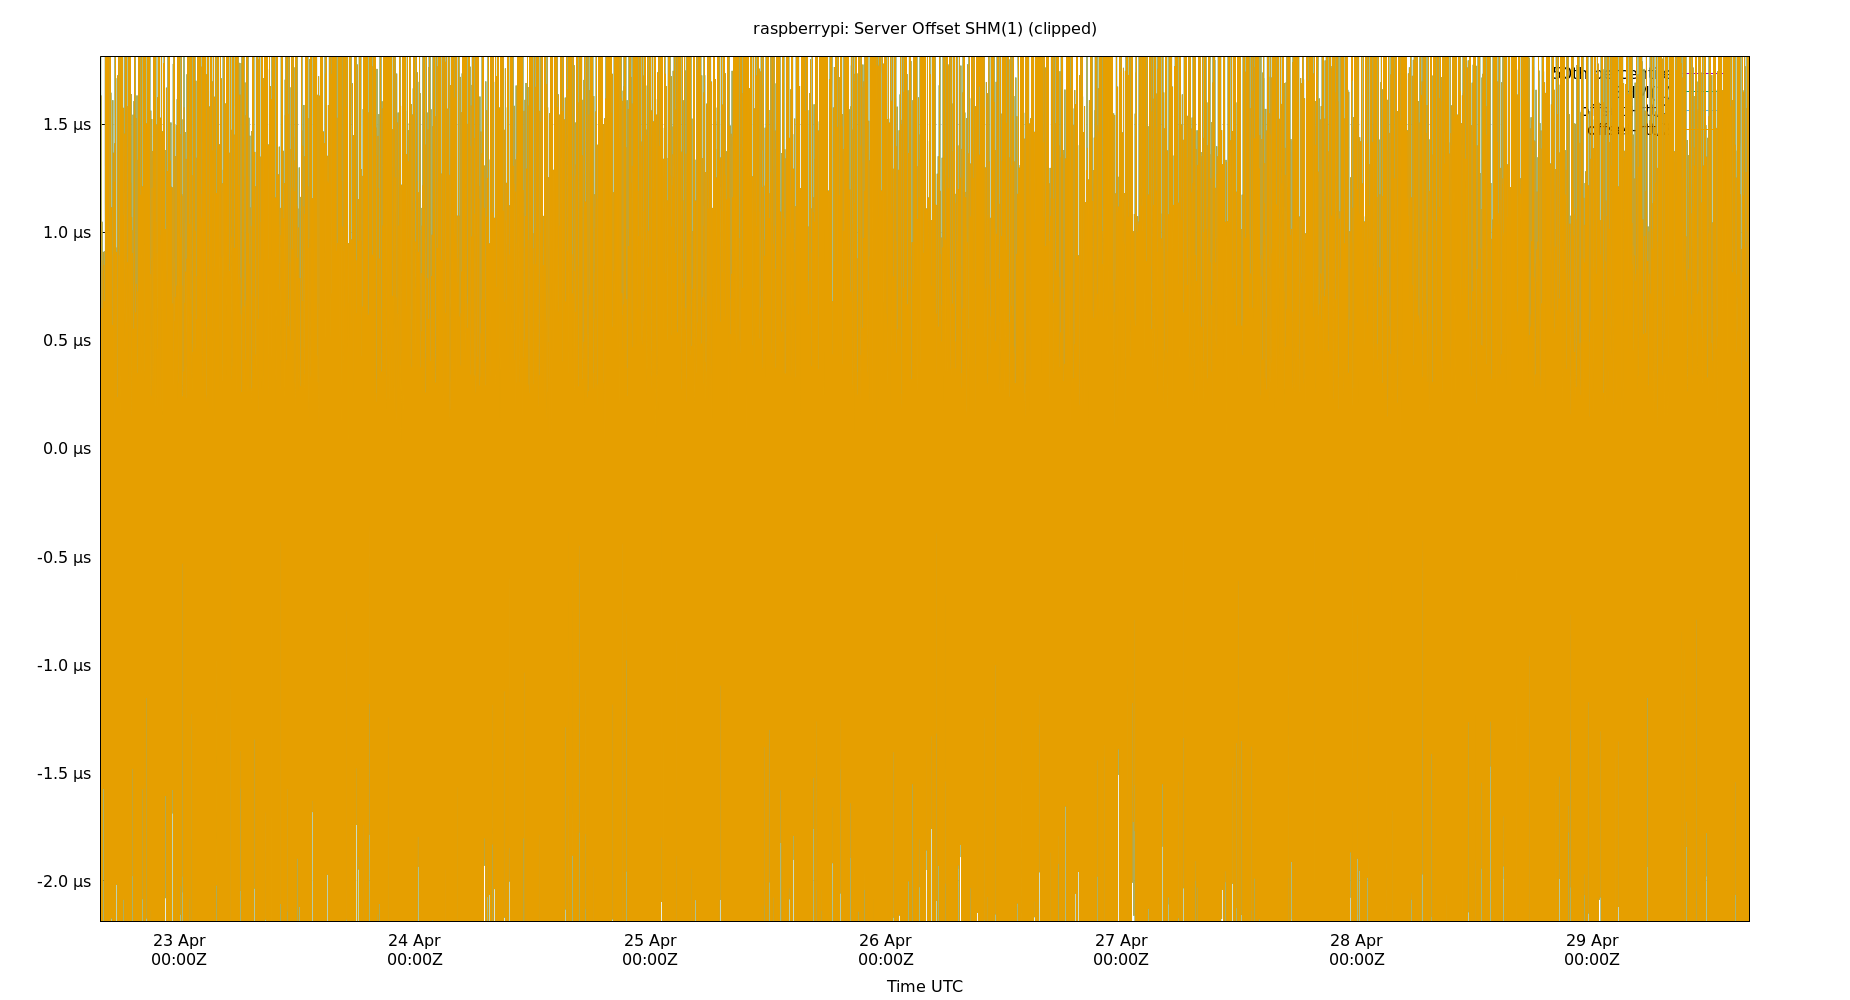 raspberrypi: Server Offset SHM(1) (clipped)
1.5 µs
1.0 µs
0.5 µs
0.0 µs
-0.5 µs
-1.0 µs
-1.5 µs
-2.0 µs
50th percentile
23 Apr 24 Apr 25 Apr 26 Apr 27 Apr 28 Apr 29 Apr
00:00Z 00:00Z 00:00Z 00:00Z 00:00Z 00:00Z 00:00Z
Time UTC